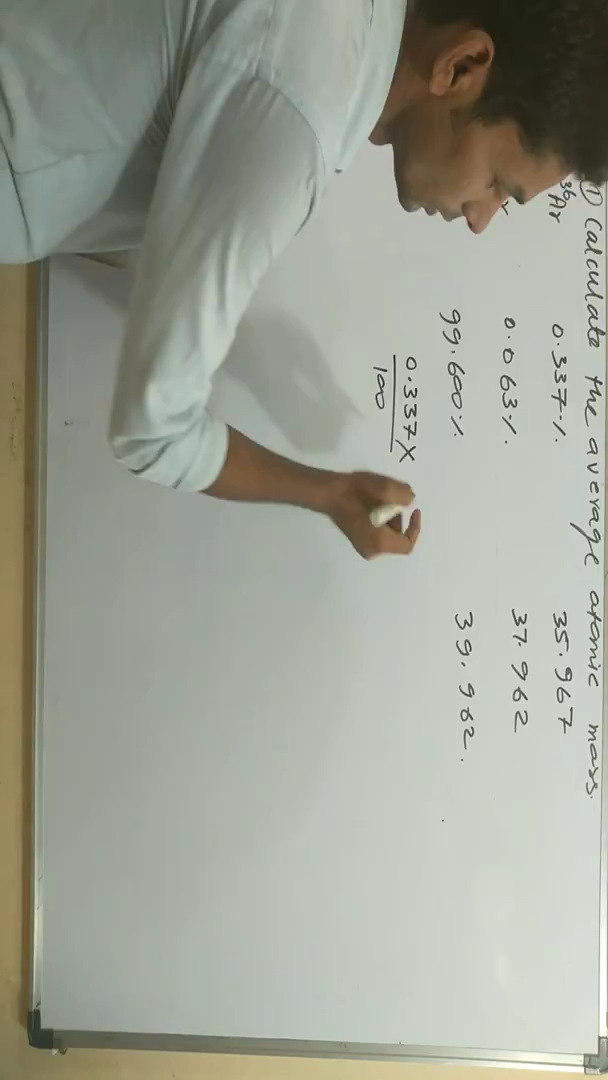 ① Calculate the average atomic mass.
36Ar 0.337% 35.967
0.063% 37.962
99.600% 39.962.
0.337 X
100